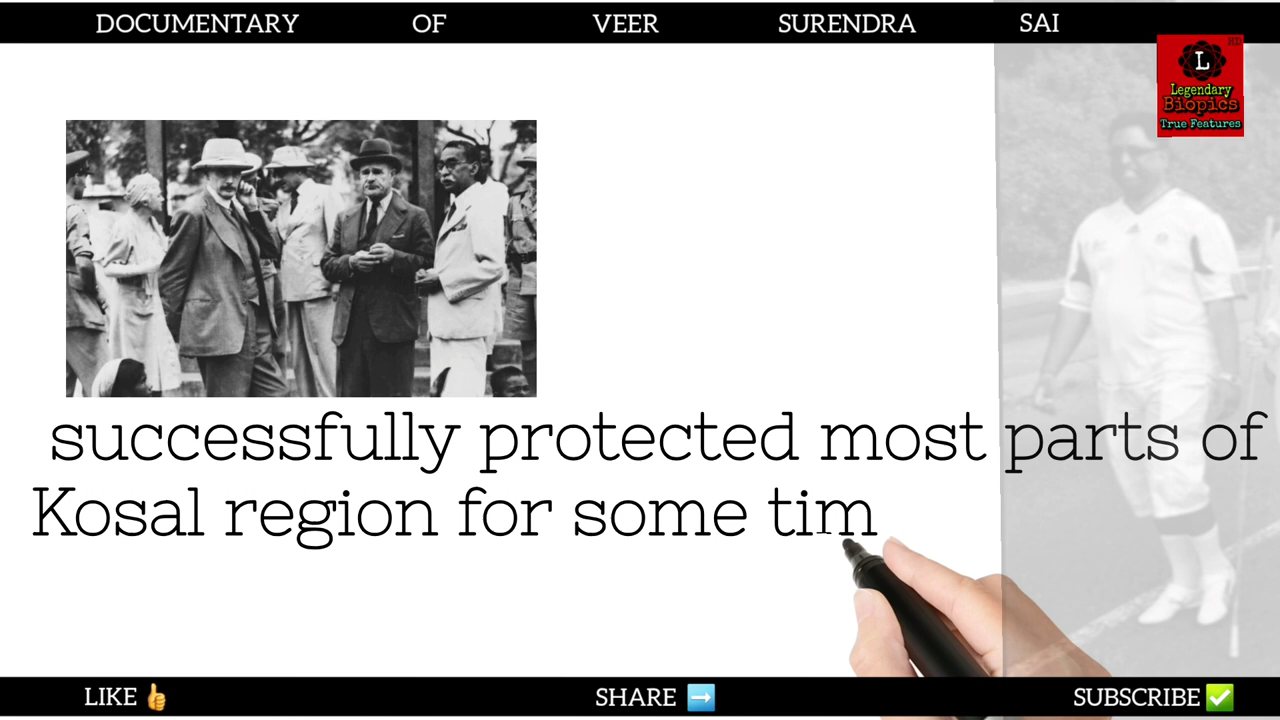 DOCUMENTARY OF VEER SURENDRA SAI
HD
L
Legendary
Biopics
True Features
successfully protected most parts of
Kosal region for some tim
LIKE 👍 SHARE ➡️ SUBSCRIBE ✅